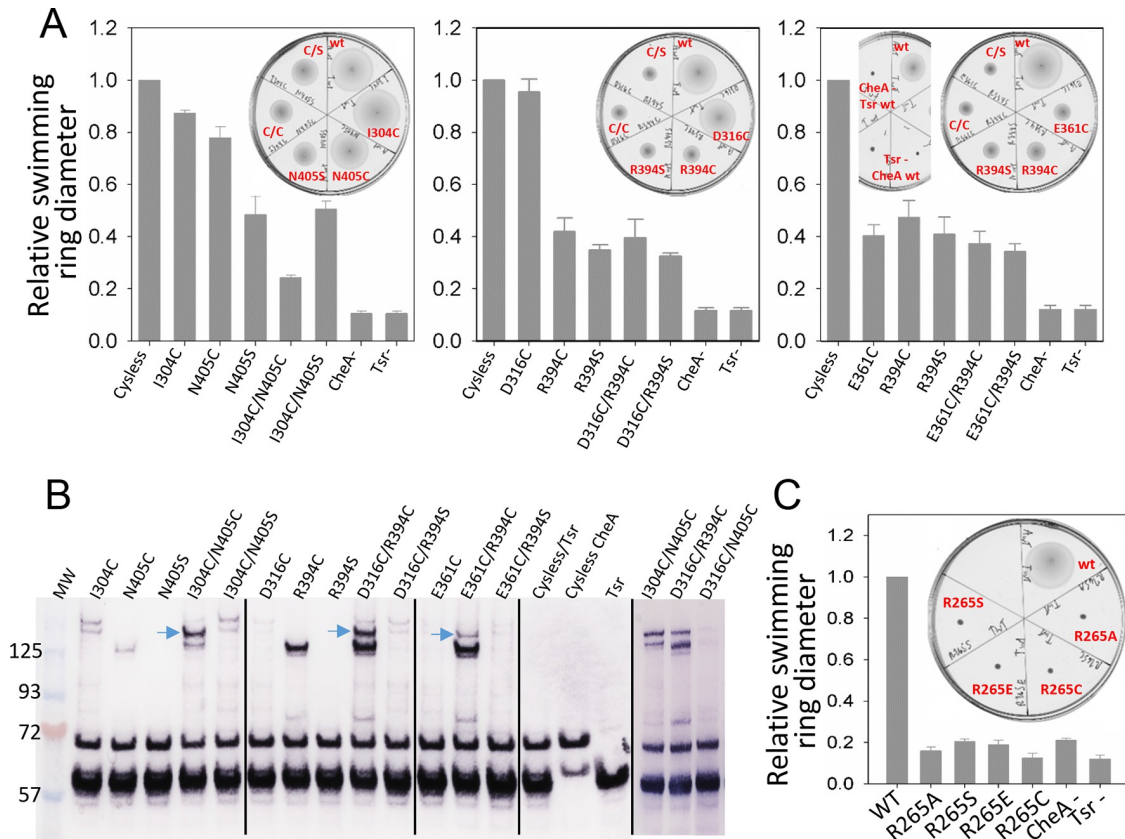 A
Relative swimming
ring diameter
1.2
1.0
0.8
0.6
0.4
0.2
0.0
Cysless
I304C
N405C
N405S
I304C/N405C
I304C/N405S
CheA-
Tsr-
C/S
wt
C/C
I304C
N405S
N405C
1.2
1.0
0.8
0.6
0.4
0.2
0.0
Cysless
D316C
R394C
R394S
D316C/R394C
D316C/R394S
CheA-
Tsr-
C/S
wt
C/C
D316C
R394S
R394C
1.2
1.0
0.8
0.6
0.4
0.2
0.0
Cysless
E361C
R394C
R394S
E361C/R394C
E361C/R394S
CheA-
Tsr-
wt
CheA -
Tsr wt
Tsr -
CheA wt
C/S
wt
C/C
E361C
R394S
R394C
B
MW
I304C
N405C
N405S
I304C/N405C
I304C/N405S
D316C
R394C
R394S
D316C/R394C
D316C/R394S
E361C
E361C/R394C
E361C/R394S
Cysless/Tsr
Cysless CheA
Tsr
I304C/N405C
D316C/R394C
D316C/N405C
125
93
72
57
C
Relative swimming
ring diameter
1.2
1.0
0.8
0.6
0.4
0.2
0.0
WT
R265A
R265S
R265E
R265C
CheA -
Tsr -
wt
R265S
R265A
R265E
R265C